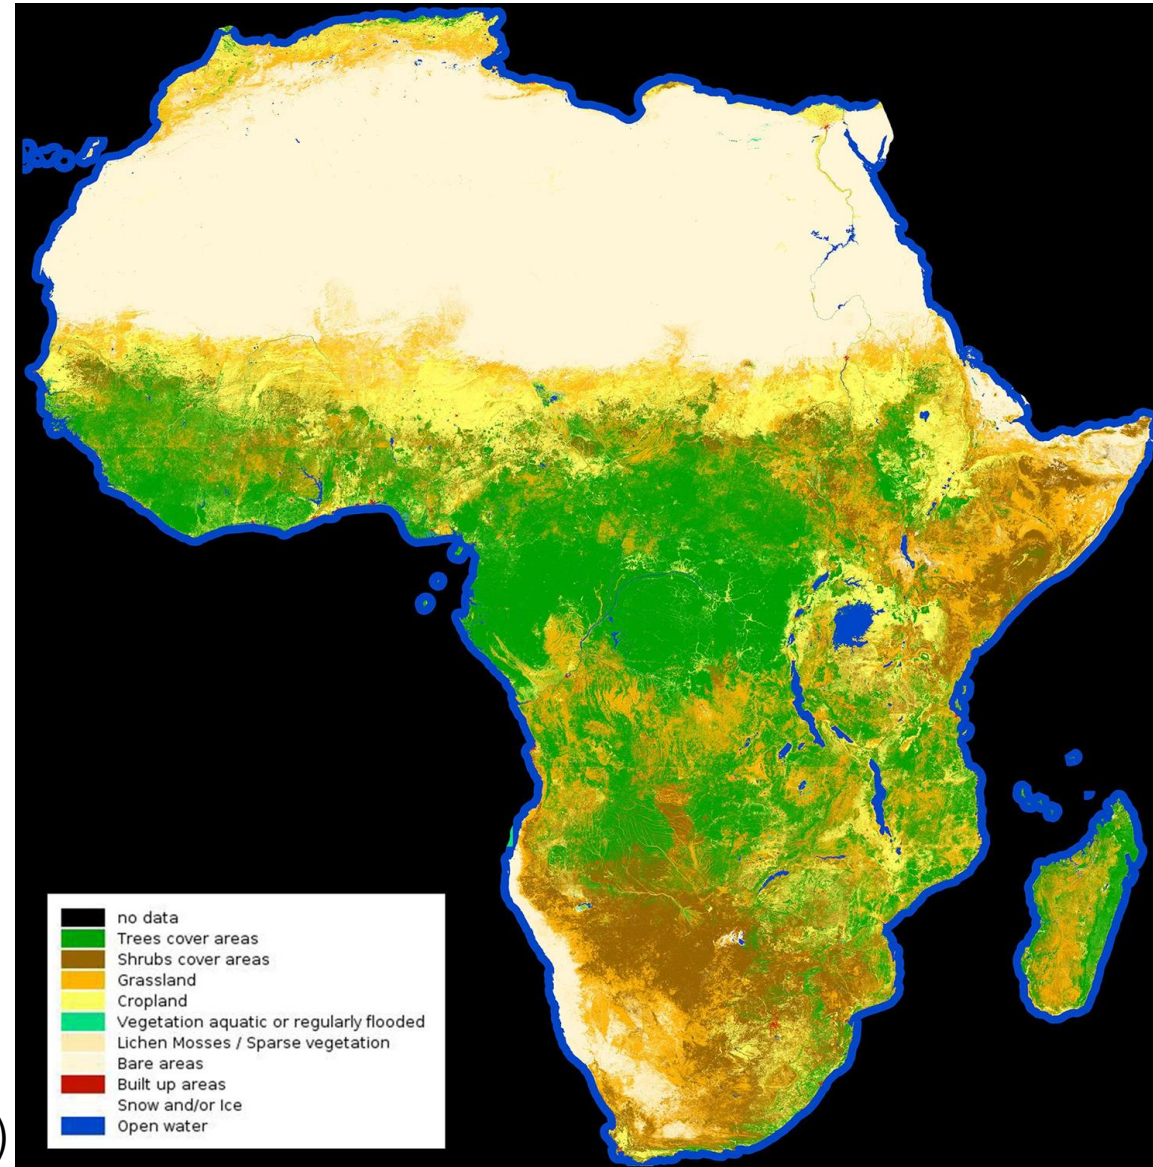 no data
Trees cover areas
Shrubs cover areas
Grassland
Cropland
Vegetation aquatic or regularly flooded
Lichen Mosses / Sparse vegetation
Bare areas
Built up areas
Snow and/or Ice
Open water
)